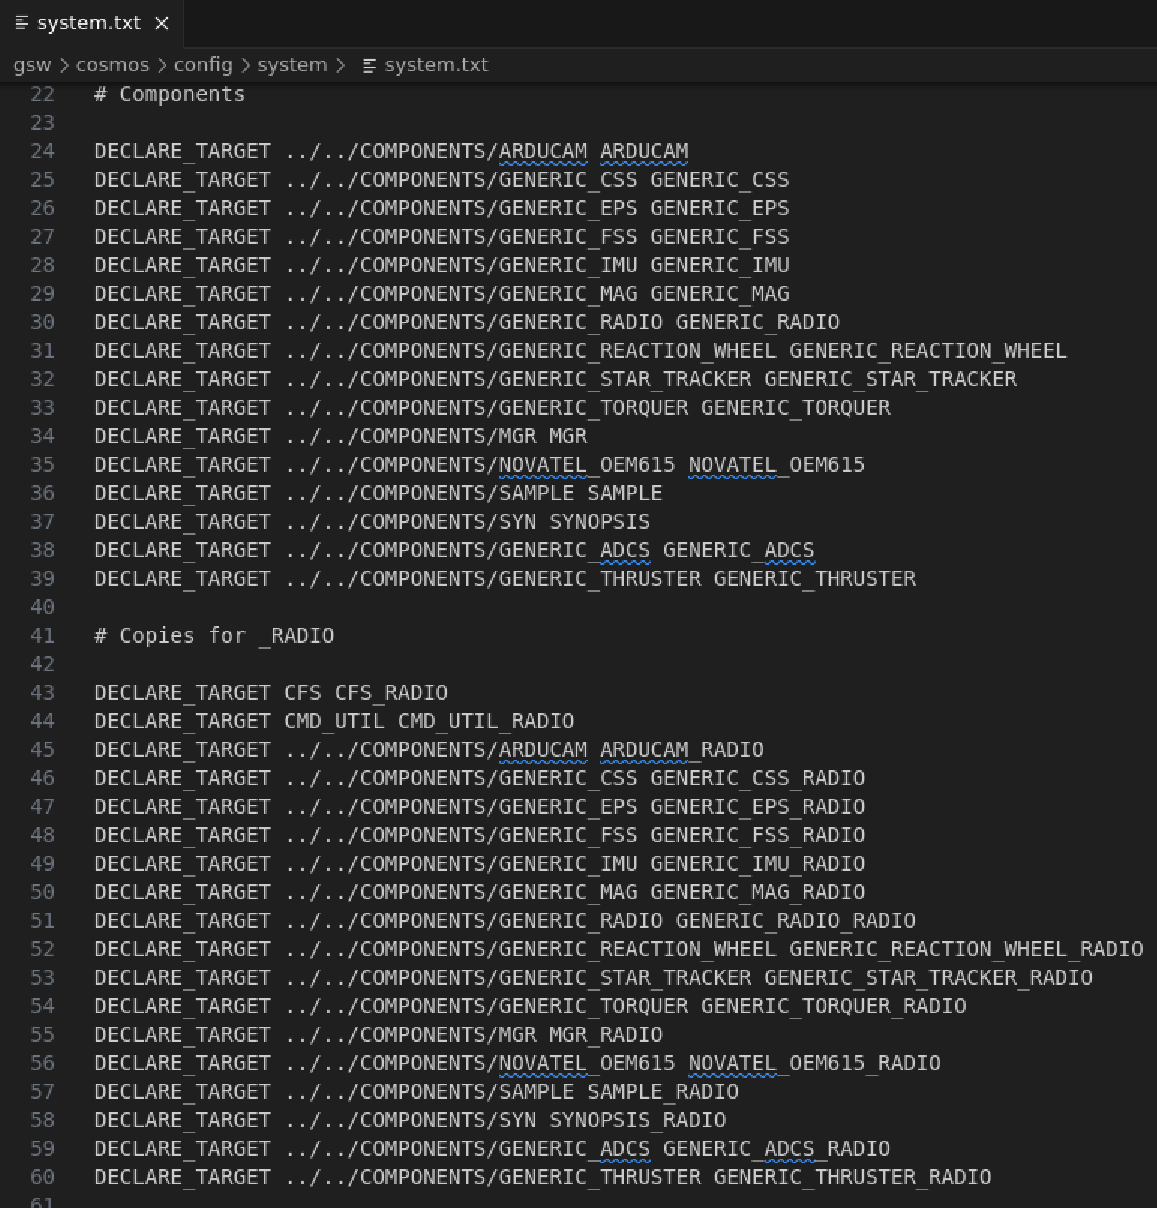 system.txt
gsw > cosmos > config > system > system.txt
22 # Components
23
24 DECLARE_TARGET ../../COMPONENTS/ARDUCAM ARDUCAM
25 DECLARE_TARGET ../../COMPONENTS/GENERIC_CSS GENERIC_CSS
26 DECLARE_TARGET ../../COMPONENTS/GENERIC_EPS GENERIC_EPS
27 DECLARE_TARGET ../../COMPONENTS/GENERIC_FSS GENERIC_FSS
28 DECLARE_TARGET ../../COMPONENTS/GENERIC_IMU GENERIC_IMU
29 DECLARE_TARGET ../../COMPONENTS/GENERIC_MAG GENERIC_MAG
30 DECLARE_TARGET ../../COMPONENTS/GENERIC_RADIO GENERIC_RADIO
31 DECLARE_TARGET ../../COMPONENTS/GENERIC_REACTION_WHEEL GENERIC_REACTION_WHEEL
32 DECLARE_TARGET ../../COMPONENTS/GENERIC_STAR_TRACKER GENERIC_STAR_TRACKER
33 DECLARE_TARGET ../../COMPONENTS/GENERIC_TORQUER GENERIC_TORQUER
34 DECLARE_TARGET ../../COMPONENTS/MGR MGR
35 DECLARE_TARGET ../../COMPONENTS/NOVATEL_OEM615 NOVATEL_OEM615
36 DECLARE_TARGET ../../COMPONENTS/SAMPLE SAMPLE
37 DECLARE_TARGET ../../COMPONENTS/SYN SYNOPSIS
38 DECLARE_TARGET ../../COMPONENTS/GENERIC_ADCS GENERIC_ADCS
39 DECLARE_TARGET ../../COMPONENTS/GENERIC_THRUSTER GENERIC_THRUSTER
40
41 # Copies for _RADIO
42
43 DECLARE_TARGET CFS CFS_RADIO
44 DECLARE_TARGET CMD_UTIL CMD_UTIL_RADIO
45 DECLARE_TARGET ../../COMPONENTS/ARDUCAM ARDUCAM_RADIO
46 DECLARE_TARGET ../../COMPONENTS/GENERIC_CSS GENERIC_CSS_RADIO
47 DECLARE_TARGET ../../COMPONENTS/GENERIC_EPS GENERIC_EPS_RADIO
48 DECLARE_TARGET ../../COMPONENTS/GENERIC_FSS GENERIC_FSS_RADIO
49 DECLARE_TARGET ../../COMPONENTS/GENERIC_IMU GENERIC_IMU_RADIO
50 DECLARE_TARGET ../../COMPONENTS/GENERIC_MAG GENERIC_MAG_RADIO
51 DECLARE_TARGET ../../COMPONENTS/GENERIC_RADIO GENERIC_RADIO_RADIO
52 DECLARE_TARGET ../../COMPONENTS/GENERIC_REACTION_WHEEL GENERIC_REACTION_WHEEL_RADIO
53 DECLARE_TARGET ../../COMPONENTS/GENERIC_STAR_TRACKER GENERIC_STAR_TRACKER_RADIO
54 DECLARE_TARGET ../../COMPONENTS/GENERIC_TORQUER GENERIC_TORQUER_RADIO
55 DECLARE_TARGET ../../COMPONENTS/MGR MGR_RADIO
56 DECLARE_TARGET ../../COMPONENTS/NOVATEL_OEM615 NOVATEL_OEM615_RADIO
57 DECLARE_TARGET ../../COMPONENTS/SAMPLE SAMPLE_RADIO
58 DECLARE_TARGET ../../COMPONENTS/SYN SYNOPSIS_RADIO
59 DECLARE_TARGET ../../COMPONENTS/GENERIC_ADCS GENERIC_ADCS_RADIO
60 DECLARE_TARGET ../../COMPONENTS/GENERIC_THRUSTER GENERIC_THRUSTER_RADIO
61